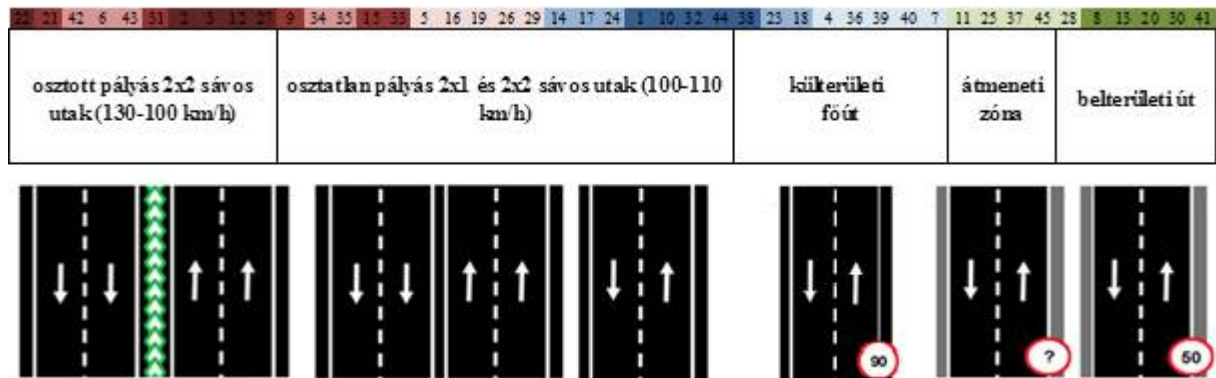 22 21 42 6 43 31 2 3 12 27 9 34 35 15 33 5 16 19 26 29 14 17 24 1 10 32 44 38 23 18 4 36 39 40 7 11 25 37 45 28 8 13 20 30 41
osztott pályás 2x2 sávos
utak (130-100 km/h)
osztatlan pályás 2x1 és 2x2 sávos utak (100-110
km/h)
külterületi
főút
átmeneti
zóna
belterületi út
90
?
50